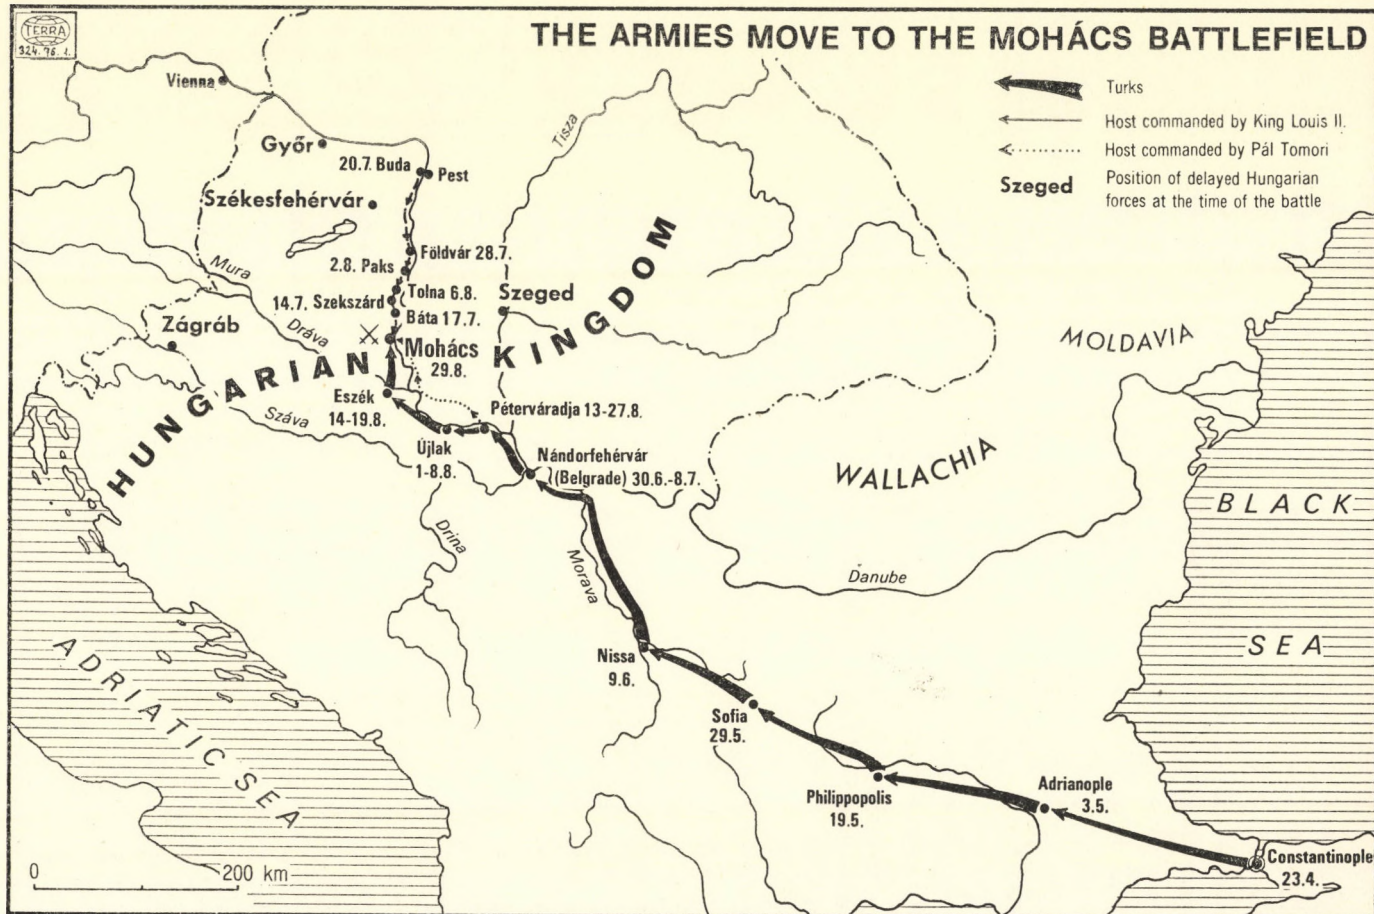 TERRA
324.76.1.
THE ARMIES MOVE TO THE MOHÁCS BATTLEFIELD
Turks
Host commanded by King Louis II.
Host commanded by Pál Tomori
Szeged
Position of delayed Hungarian
forces at the time of the battle
Vienna
Győr
20.7. Buda
Pest
Tisza
Székesfehérvár
Földvár 28.7.
2.8. Paks
Mura
Tolna 6.8.
14.7. Szekszárd
Báta 17.7.
Szeged
Zágráb
Dráva
Mohács
29.8.
HUNGARIAN KINGDOM
MOLDAVIA
Eszék
14-19.8.
Száva
Péterváradja 13-27.8.
Újlak
1-8.8.
Nándorfehérvár
(Belgrade) 30.6.-8.7.
WALLACHIA
BLACK
SEA
Drina
Morava
Danube
ADRIATIC SEA
Nissa
9.6.
Sofia
29.5.
Philippopolis
19.5.
Adrianople
3.5.
Constantinople
23.4.
0 200 km